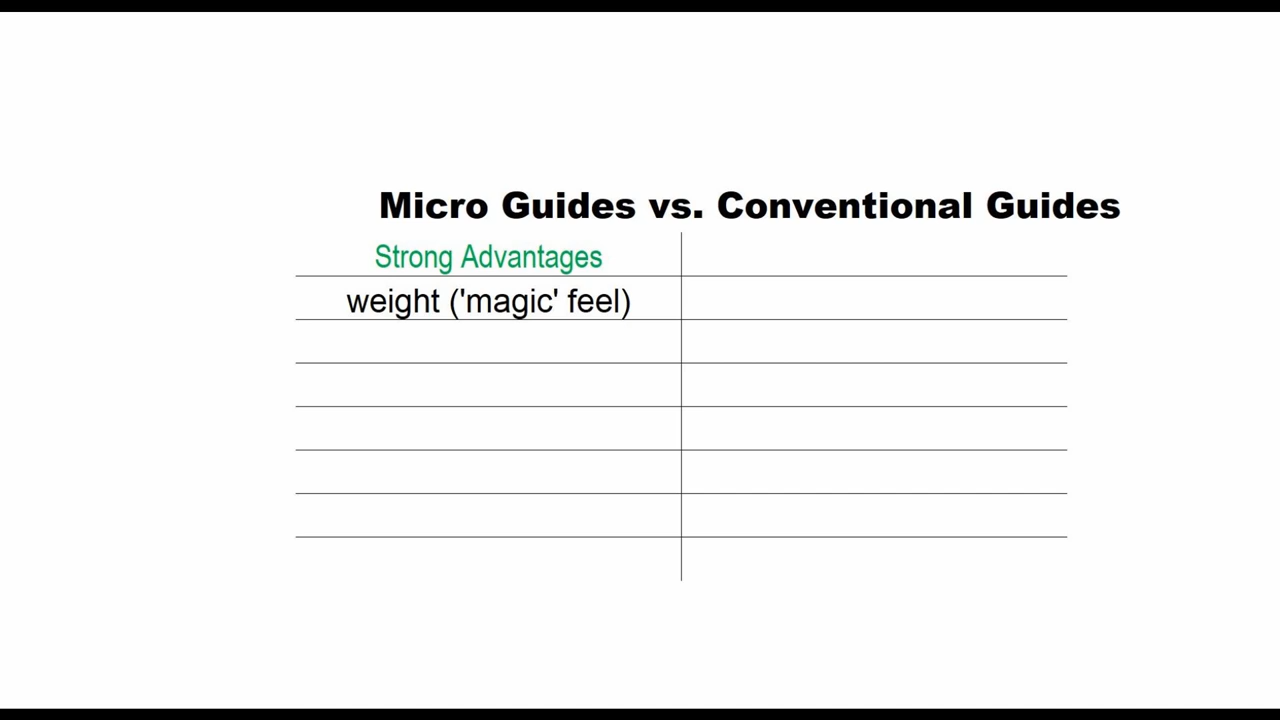 Micro Guides vs. Conventional Guides
Strong Advantages
weight ('magic' feel)